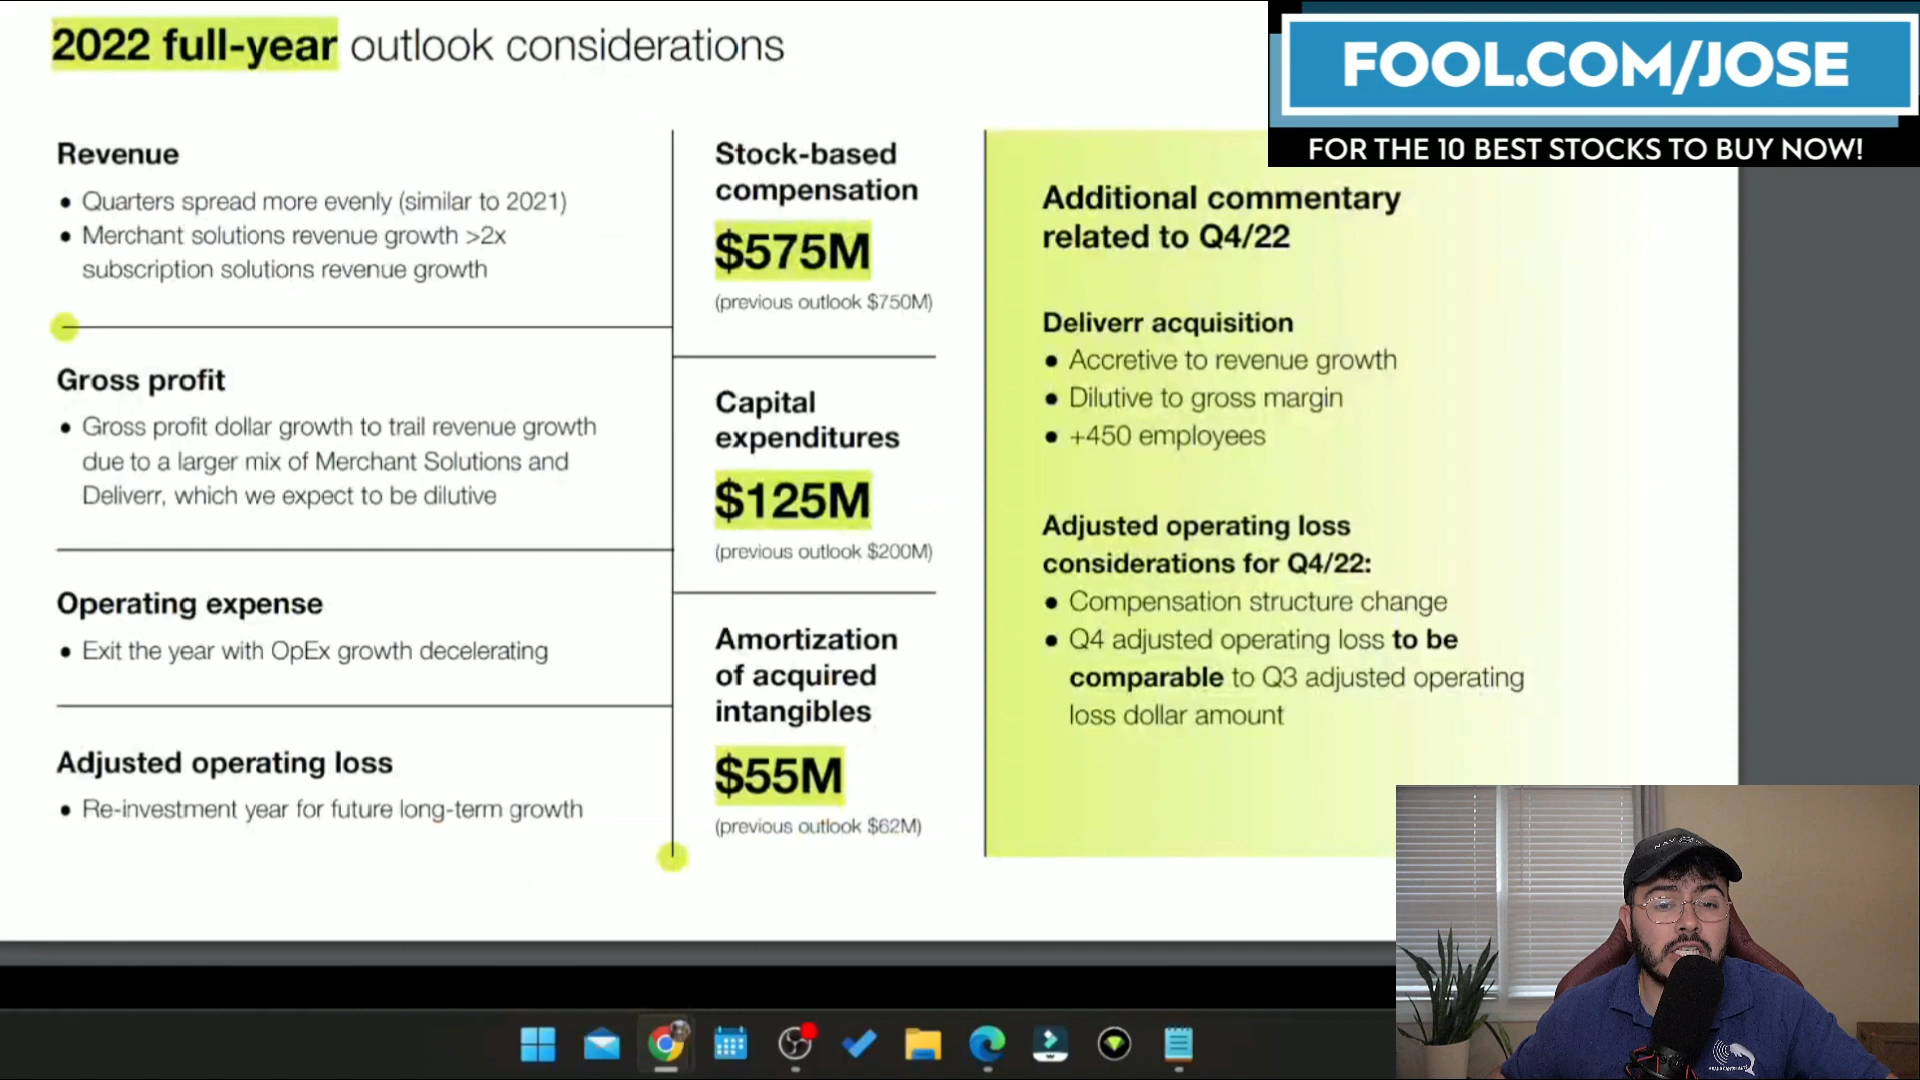 2022 full-year outlook considerations
FOOL.COM/JOSE
FOR THE 10 BEST STOCKS TO BUY NOW!
Revenue
• Quarters spread more evenly (similar to 2021)
• Merchant solutions revenue growth >2x
subscription solutions revenue growth
Gross profit
• Gross profit dollar growth to trail revenue growth
due to a larger mix of Merchant Solutions and
Deliverr, which we expect to be dilutive
Operating expense
• Exit the year with OpEx growth decelerating
Adjusted operating loss
• Re-investment year for future long-term growth
Stock-based
compensation
$575M
(previous outlook $750M)
Capital
expenditures
$125M
(previous outlook $200M)
Amortization
of acquired
intangibles
$55M
(previous outlook $62M)
Additional commentary
related to Q4/22
Deliverr acquisition
• Accretive to revenue growth
• Dilutive to gross margin
• +450 employees
Adjusted operating loss
considerations for Q4/22:
• Compensation structure change
• Q4 adjusted operating loss to be
comparable to Q3 adjusted operating
loss dollar amount